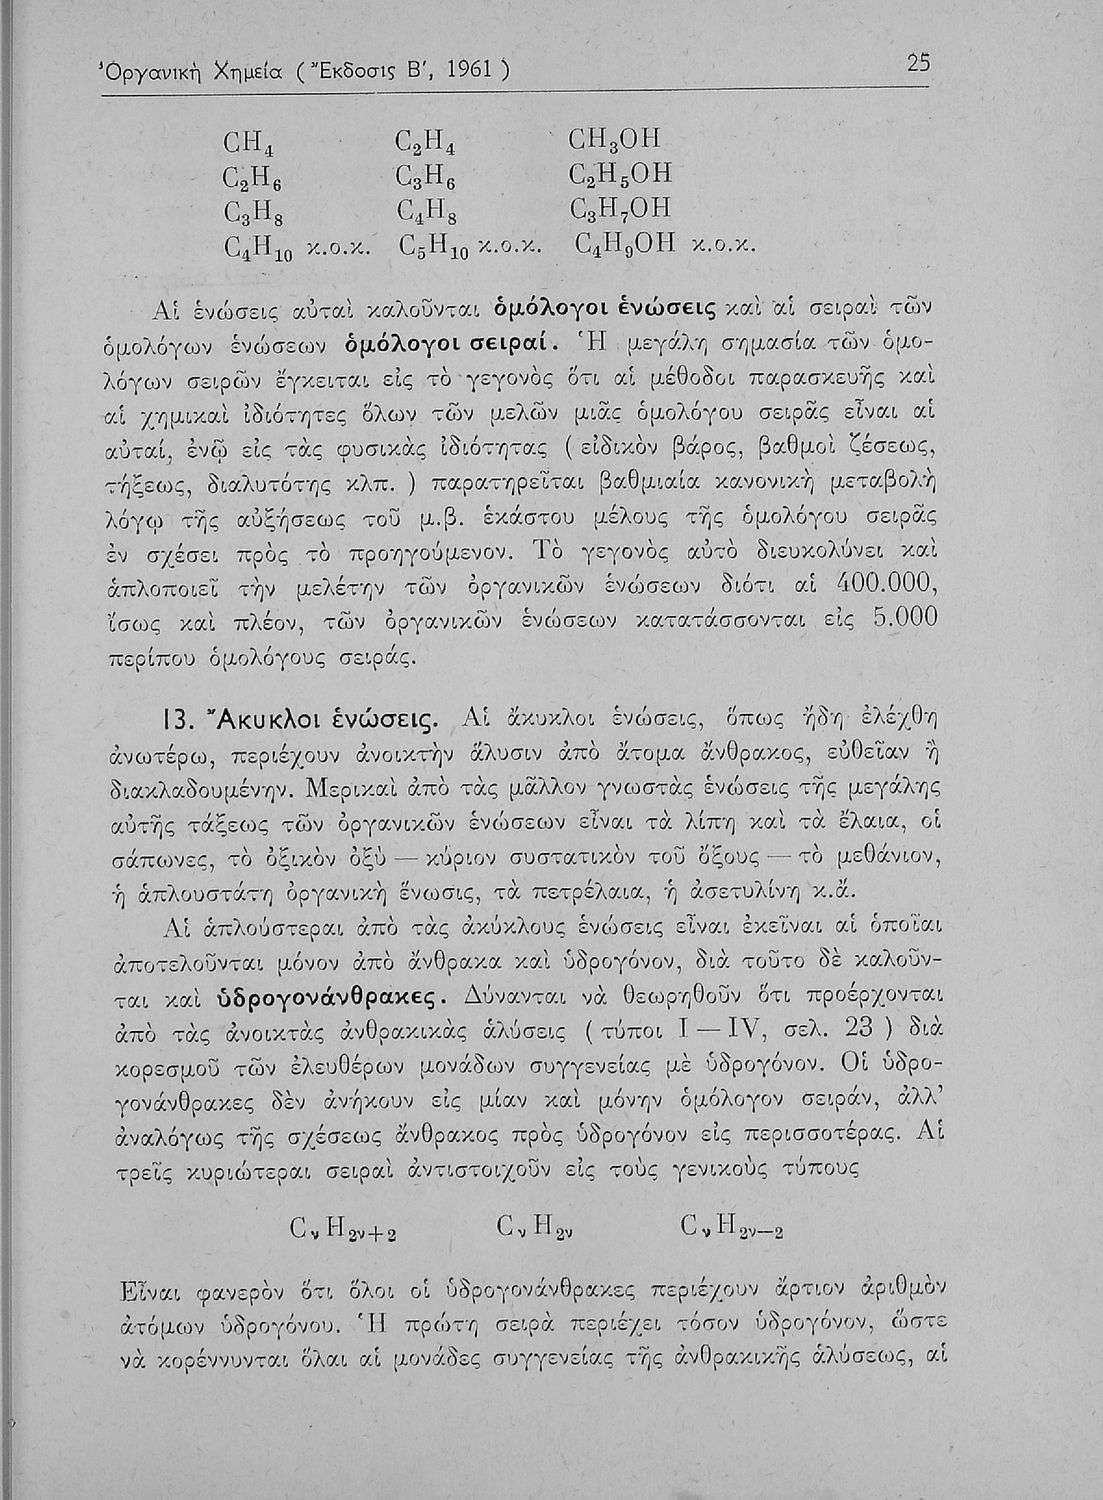 Ὀργανικὴ Χημεία ( Ἔκδοσις Β′, 1961 ) 25
CH₄ C₂H₄ CH₃OH
C₂H₆ C₃H₆ C₂H₅OH
C₃H₈ C₄H₈ C₃H₇OH
C₄H₁₀ κ.ο.κ. C₅H₁₀ κ.ο.κ. C₄H₉OH κ.ο.κ.
Αἱ ἑνώσεις αὐταὶ καλοῦνται ὁμόλογοι ἑνώσεις καὶ αἱ σειραὶ τῶν
ὁμολόγων ἑνώσεων ὁμόλογοι σειραί. Ἡ μεγάλη σημασία τῶν ὁμο-
λόγων σειρῶν ἔγκειται εἰς τὸ γεγονὸς ὅτι αἱ μέθοδοι παρασκευῆς καὶ
αἱ χημικαὶ ἰδιότητες ὅλων τῶν μελῶν μιᾶς ὁμολόγου σειρᾶς εἶναι αἱ
αὐταί, ἐνῷ εἰς τὰς φυσικὰς ἰδιότητας ( εἰδικὸν βάρος, βαθμοὶ ζέσεως,
τήξεως, διαλυτότης κλπ. ) παρατηρεῖται βαθμιαία κανονικὴ μεταβολὴ
λόγῳ τῆς αὐξήσεως τοῦ μ.β. ἑκάστου μέλους τῆς ὁμολόγου σειρᾶς
ἐν σχέσει πρὸς τὸ προηγούμενον. Τὸ γεγονὸς αὐτὸ διευκολύνει καὶ
ἁπλοποιεῖ τὴν μελέτην τῶν ὀργανικῶν ἑνώσεων διότι αἱ 400.000,
ἴσως καὶ πλέον, τῶν ὀργανικῶν ἑνώσεων κατατάσσονται εἰς 5.000
περίπου ὁμολόγους σειράς.
13. Ἄκυκλοι ἑνώσεις. Αἱ ἄκυκλοι ἑνώσεις, ὅπως ἤδη ἐλέχθη
ἀνωτέρω, περιέχουν ἀνοικτὴν ἅλυσιν ἀπὸ ἄτομα ἄνθρακος, εὐθεῖαν ἢ
διακλαδουμένην. Μερικαὶ ἀπὸ τὰς μᾶλλον γνωστὰς ἑνώσεις τῆς μεγάλης
αὐτῆς τάξεως τῶν ὀργανικῶν ἑνώσεων εἶναι τὰ λίπη καὶ τὰ ἔλαια, οἱ
σάπωνες, τὸ ὀξικὸν ὀξὺ — κύριον συστατικὸν τοῦ ὄξους — τὸ μεθάνιον,
ἡ ἁπλουστάτη ὀργανικὴ ἕνωσις, τὰ πετρέλαια, ἡ ἀσετυλίνη κ.ἄ.
Αἱ ἁπλούστεραι ἀπὸ τὰς ἀκύκλους ἑνώσεις εἶναι ἐκεῖναι αἱ ὁποῖαι
ἀποτελοῦνται μόνον ἀπὸ ἄνθρακα καὶ ὑδρογόνον, διὰ τοῦτο δὲ καλοῦν-
ται καὶ ὑδρογονάνθρακες. Δύνανται νὰ θεωρηθοῦν ὅτι προέρχονται
ἀπὸ τὰς ἀνοικτὰς ἀνθρακικὰς ἁλύσεις ( τύποι I — IV, σελ. 23 ) διὰ
κορεσμοῦ τῶν ἐλευθέρων μονάδων συγγενείας μὲ ὑδρογόνον. Οἱ ὑδρο-
γονάνθρακες δὲν ἀνήκουν εἰς μίαν καὶ μόνην ὁμόλογον σειράν, ἀλλ’
ἀναλόγως τῆς σχέσεως ἄνθρακος πρὸς ὑδρογόνον εἰς περισσοτέρας. Αἱ
τρεῖς κυριώτεραι σειραὶ ἀντιστοιχοῦν εἰς τοὺς γενικοὺς τύπους
CᵥH₂ᵥ₊₂ CᵥH₂ᵥ CᵥH₂ᵥ₋₂
Εἶναι φανερὸν ὅτι ὅλοι οἱ ὑδρογονάνθρακες περιέχουν ἄρτιον ἀριθμὸν
ἀτόμων ὑδρογόνου. Ἡ πρώτη σειρὰ περιέχει τόσον ὑδρογόνον, ὥστε
νὰ κορέννυνται ὅλαι αἱ μονάδες συγγενείας τῆς ἀνθρακικῆς ἁλύσεως, αἱ